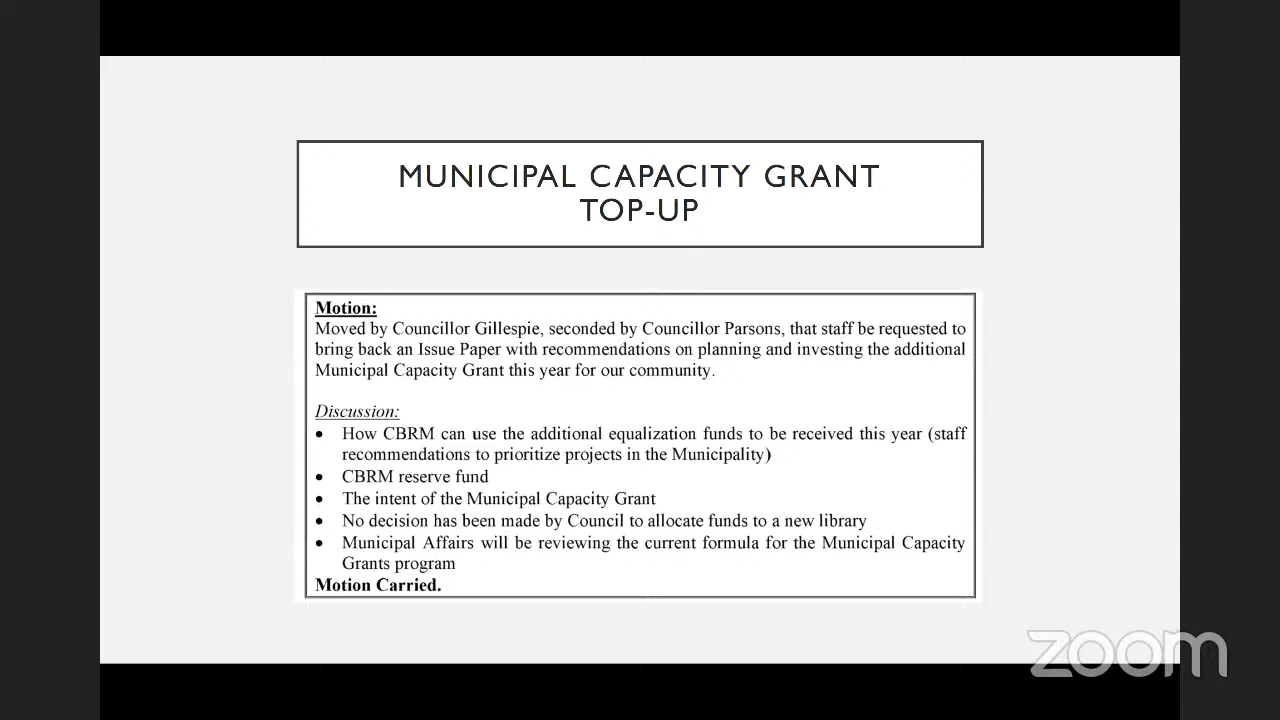 MUNICIPAL CAPACITY GRANT
TOP-UP
Motion:
Moved by Councillor Gillespie, seconded by Councillor Parsons, that staff be requested to
bring back an Issue Paper with recommendations on planning and investing the additional
Municipal Capacity Grant this year for our community.
Discussion:
• How CBRM can use the additional equalization funds to be received this year (staff
recommendations to prioritize projects in the Municipality)
• CBRM reserve fund
• The intent of the Municipal Capacity Grant
• No decision has been made by Council to allocate funds to a new library
• Municipal Affairs will be reviewing the current formula for the Municipal Capacity
Grants program
Motion Carried.
zoom